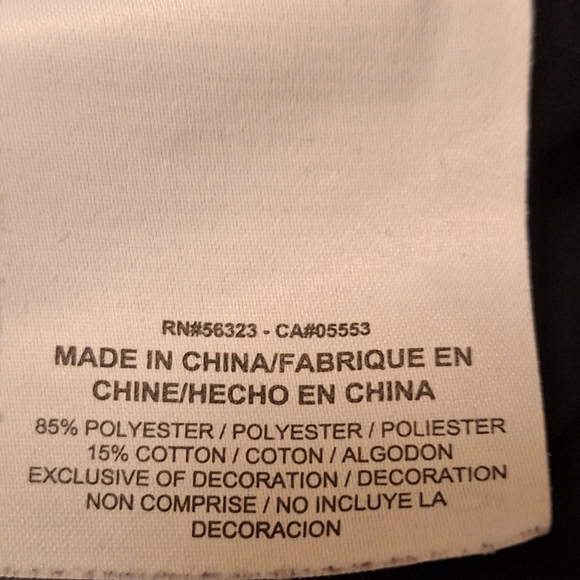 RN#56323 - CA#05553
MADE IN CHINA/FABRIQUE EN
CHINE/HECHO EN CHINA
85% POLYESTER / POLYESTER / POLIESTER
15% COTTON / COTON / ALGODON
EXCLUSIVE OF DECORATION / DECORATION
NON COMPRISE / NO INCLUYE LA
DECORACION